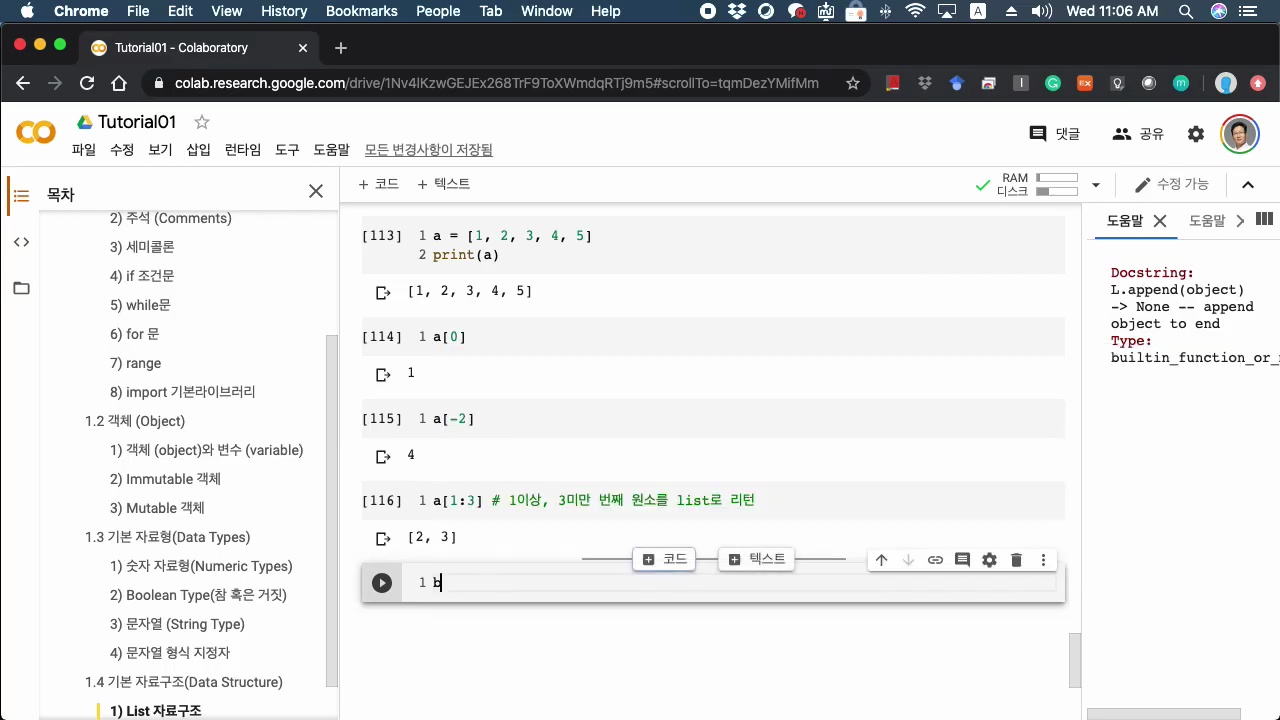 Chrome File Edit View History Bookmarks People Tab Window Help Wed 11:06 AM
Tutorial01 - Colaboratory
colab.research.google.com/drive/1Nv4lKzwGEJEx268TrF9ToXWmdqRTj9m5#scrollTo=tqmDezYMifMm
Tutorial01
댓글 공유
파일 수정 보기 삽입 런타임 도구 도움말 모든 변경사항이 저장됨
목차
+ 코드 + 텍스트
RAM
디스크
수정 가능
2) 주석 (Comments)
3) 세미콜론
4) if 조건문
5) while문
6) for 문
7) range
8) import 기본라이브러리
1.2 객체 (Object)
1) 객체 (object)와 변수 (variable)
2) Immutable 객체
3) Mutable 객체
1.3 기본 자료형(Data Types)
1) 숫자 자료형(Numeric Types)
2) Boolean Type(참 혹은 거짓)
3) 문자열 (String Type)
4) 문자열 형식 지정자
1.4 기본 자료구조(Data Structure)
1) List 자료구조
[113] 1 a = [1, 2, 3, 4, 5]
2 print(a)
[1, 2, 3, 4, 5]
[114] 1 a[0]
1
[115] 1 a[-2]
4
[116] 1 a[1:3] # 1이상, 3미만 번째 원소를 list로 리턴
[2, 3]
코드 텍스트
1 b
도움말 도움말
Docstring:
L.append(object)
-> None -- append
object to end
Type:
builtin_function_or_